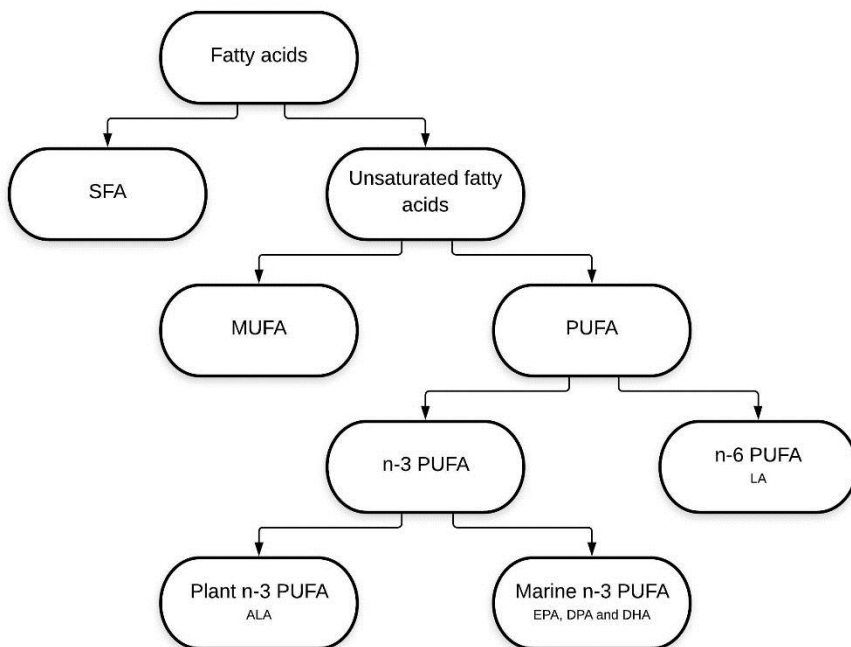 Fatty acids
SFA
Unsaturated fatty
acids
MUFA
PUFA
n-3 PUFA
n-6 PUFA
LA
Plant n-3 PUFA
ALA
Marine n-3 PUFA
EPA, DPA and DHA